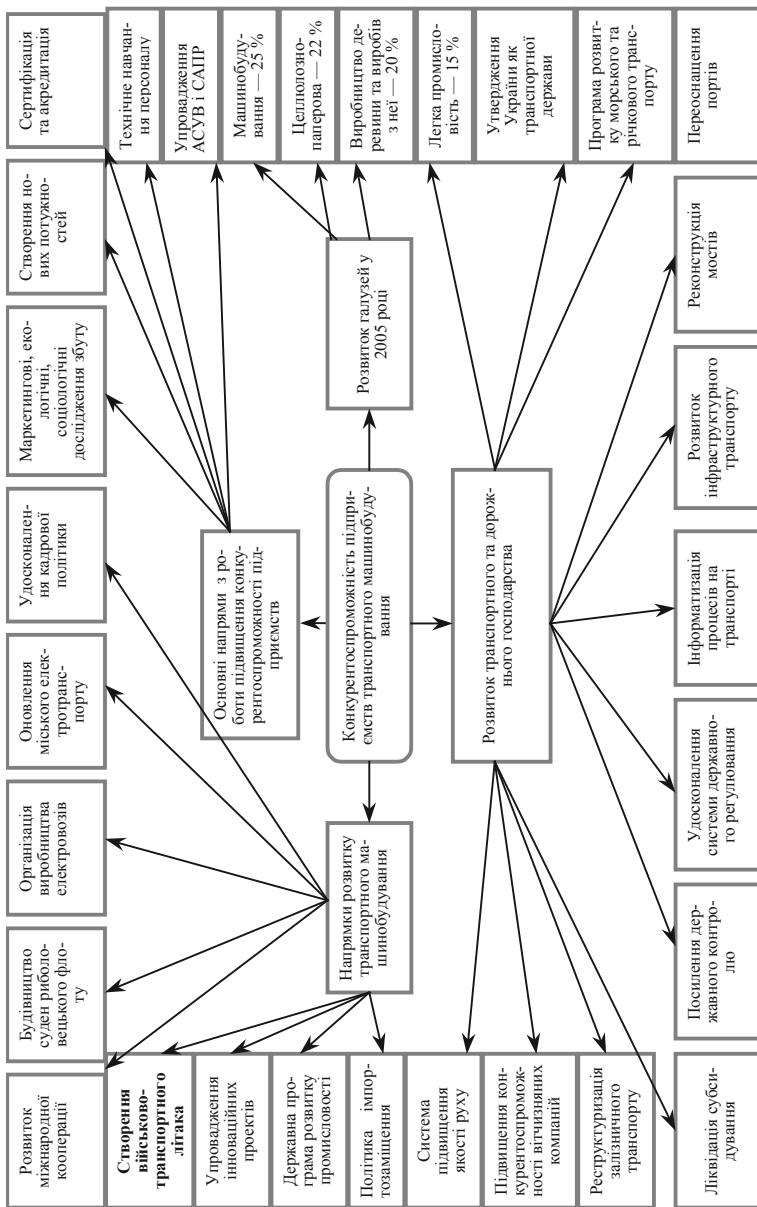 Розвиток
міжнародної
кооперації
Будівництво
суден риболо-
вецького фло-
ту
Організація
виробництва
електровозів
Оновлення
міського елек-
тротранс-
порту
Удосконален-
ня кадрової
політики
Маркетингові, еко-
логічні,
соціологічні
дослідження збуту
Створення но-
вих потужно-
стей
Сертифікація
та акредитація
Створення
військово-
транспортного
літака
Упровадження
інноваційних
проектів
Державна про-
грама розвитку
промисловості
Політика імпор-
тозаміщення
Система
підвищення
якості руху
Підвищення кон-
курентоспромож-
ності вітчизняних
компаній
Реструктуризація
залізничного
транспорту
Напрямки розвитку
транспортного ма-
шинобудування
Основні напрями з ро-
боти підвищення конку-
рентоспроможності під-
приємств
Конкурентоспроможність підпри-
ємств транспортного машинобуду-
вання
Розвиток галузей у
2005 році
Розвиток транспортного та дорож-
нього господарства
Технічне навчан-
ня персоналу
Упровадження
АСУВ і САПР
Машинобуду-
вання — 25 %
Целлюлозно-
паперова — 22 %
Виробництво де-
ревини та виробів
з неї — 20 %
Легка промисло-
вість — 15 %
Утвердження
України як
транспортної
держави
Програма розвит-
ку морського та
річкового транс-
порту
Ліквідація субси-
дування
Посилення дер-
жавного контро-
лю
Удосконалення
системи державно-
го регулювання
Інформатизація
процесів на
транспорті
Розвиток
інфраструктурного
транспорту
Реконструкція
мостів
Переоснащення
портів